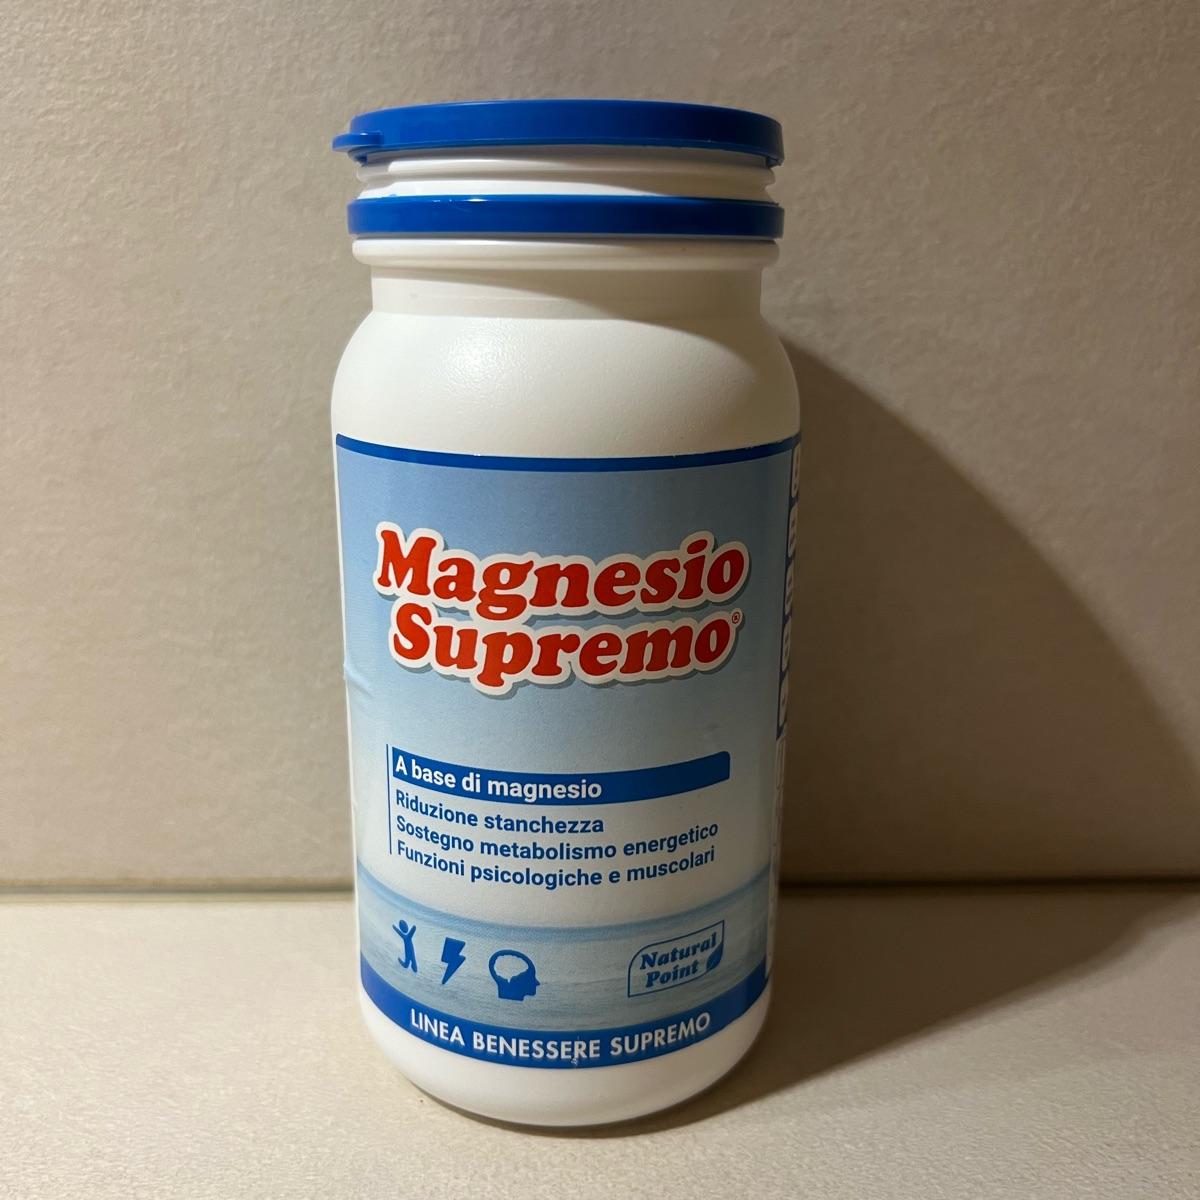 Magnesio
Supremo®
A base di magnesio
Riduzione stanchezza
Sostegno metabolismo energetico
Funzioni psicologiche e muscolari
Natural
Point
LINEA BENESSERE SUPREMO